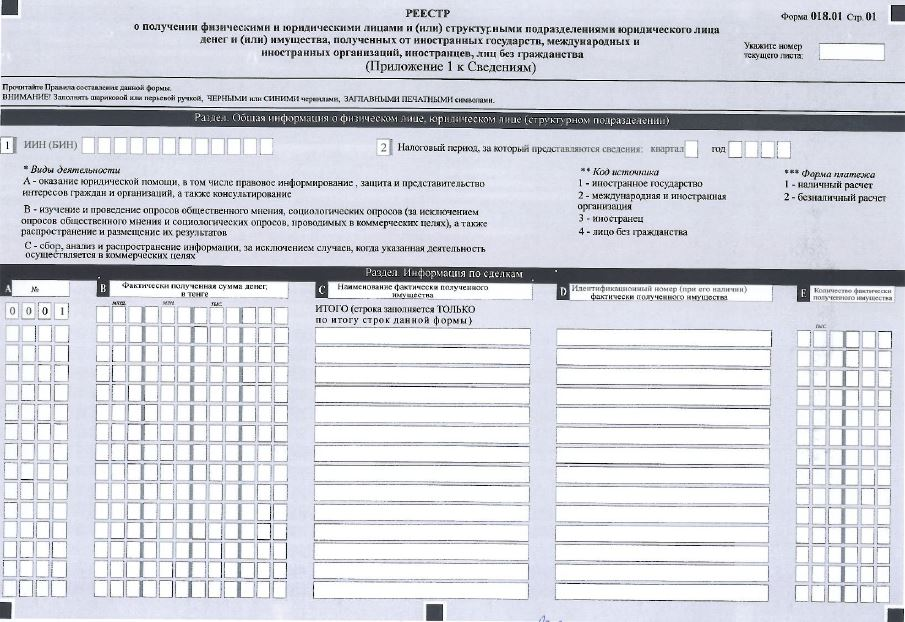 РЕЕСТР
Форма 018.01 Стр. 01
о получении физическими и юридическими лицами и (или) структурными подразделениями юридического лица
денег и (или) имущества, полученных от иностранных государств, международных и
иностранных организаций, иностранцев, лиц без гражданства
(Приложение 1 к Сведениям)
Укажите номер
текущего листа:
Прочитайте Правила составления данной формы.
ВНИМАНИЕ! Заполнять шариковой или перьевой ручкой, ЧЕРНЫМИ или СИНИМИ чернилами, ЗАГЛАВНЫМИ ПЕЧАТНЫМИ символами.
Раздел. Общая информация о физическом лице, юридическом лице (структурном подразделении)
1 ИИН (БИН)
2 Налоговый период, за который представляются сведения: квартал год
* Виды деятельности
А - оказание юридической помощи, в том числе правовое информирование , защита и представительство
интересов граждан и организаций, а также консультирование
В - изучение и проведение опросов общественного мнения, социологических опросов (за исключением
опросов общественного мнения и социологических опросов, проводимых в коммерческих целях), а также
распространение и размещение их результатов
С - сбор, анализ и распространение информации, за исключением случаев, когда указанная деятельность
осуществляется в коммерческих целях
** Код источника
1 - иностранное государство
2 - международная и иностранная
организация
3 - иностранец
4 - лицо без гражданства
*** Форма платежа
1 - наличный расчет
2 - безналичный расчет
Раздел. Информация по сделкам
A №
B Фактически полученная сумма денег,
в тенге
C Наименование фактически полученного
имущества
D Идентификационный номер (при его наличии)
фактически полученного имущества
E Количество фактически
полученного имущества
млрд. млн. тыс.
0 0 0 1
ИТОГО (строка заполняется ТОЛЬКО
по итогу строк данной формы)
тыс.